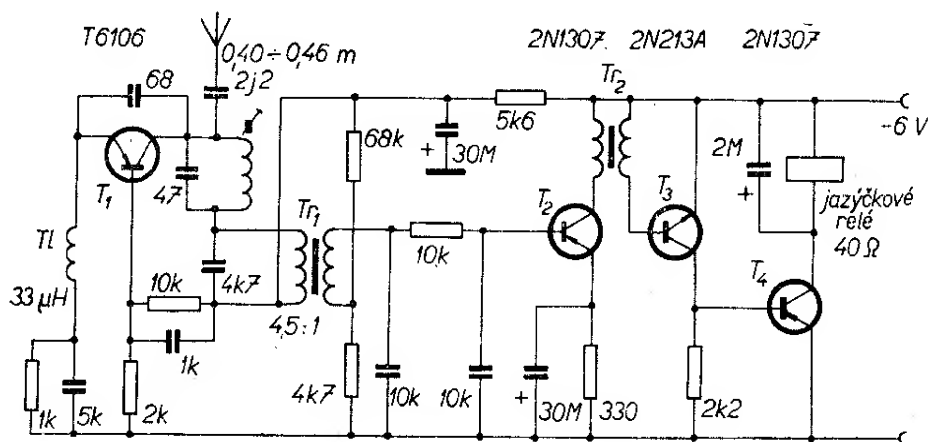 T6106
0,40÷0,46 m
2N1307.
2N213A
2N1307
68
2j2
Tr2
5k6
-6 V
68k
+
30M
2M
+
T1
47
T2
T3
jazýčkové
relé
40 Ω
Tl
Tr1
10k
33 μH
10k
4k7
4,5:1
T4
1k
1k
5k
2k
4k7
10k
10k
+
30M
330
2k2